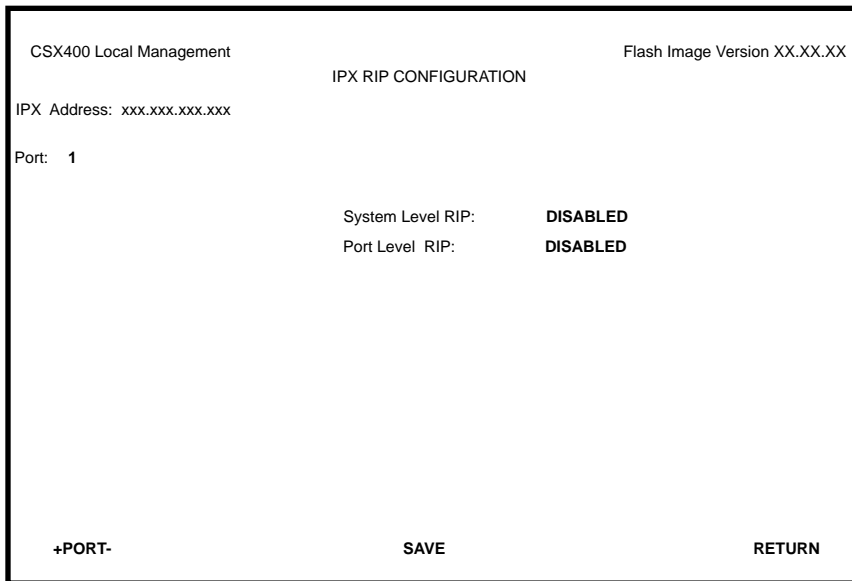 CSX400 Local Management Flash Image Version XX.XX.XX
IPX RIP CONFIGURATION
IPX Address: xxx.xxx.xxx.xxx
Port: 1
System Level RIP: DISABLED
Port Level RIP: DISABLED
+PORT- SAVE RETURN